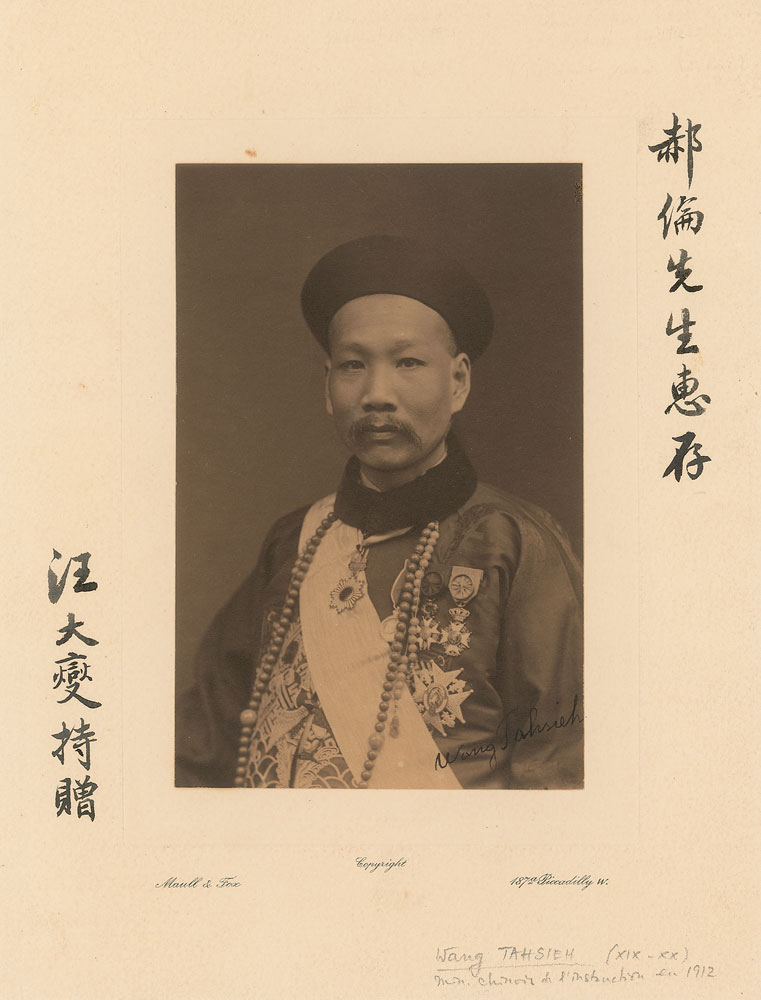 郝倫先生惠存
汪大燮持贈
Wang Tahsieh
Copyright
Maull & Fox
187ª Piccadilly W.
Wang TAHSIEH (XIX-XX)
min. chinois de l'instruction en 1912